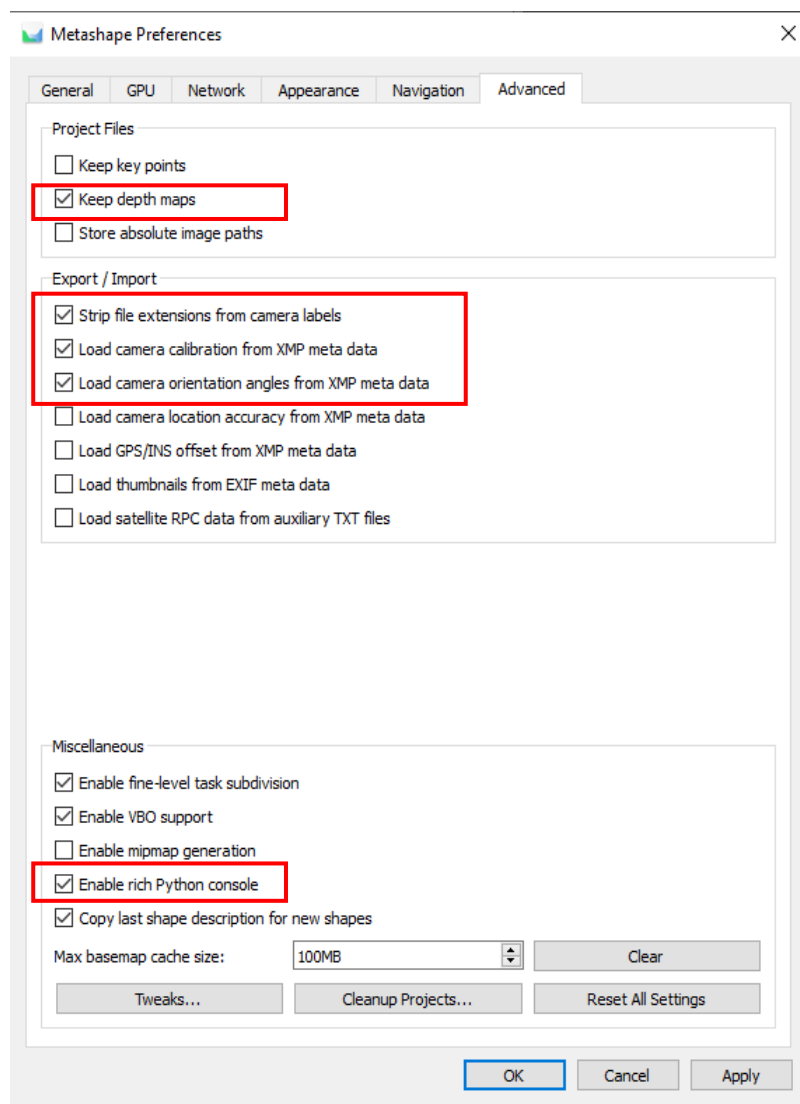 Metashape Preferences
General GPU Network Appearance Navigation Advanced
Project Files
Keep key points
Keep depth maps
Store absolute image paths
Export / Import
Strip file extensions from camera labels
Load camera calibration from XMP meta data
Load camera orientation angles from XMP meta data
Load camera location accuracy from XMP meta data
Load GPS/INS offset from XMP meta data
Load thumbnails from EXIF meta data
Load satellite RPC data from auxiliary TXT files
Miscellaneous
Enable fine-level task subdivision
Enable VBO support
Enable mipmap generation
Enable rich Python console
Copy last shape description for new shapes
Max basemap cache size: 100MB Clear
Tweaks... Cleanup Projects... Reset All Settings
OK Cancel Apply